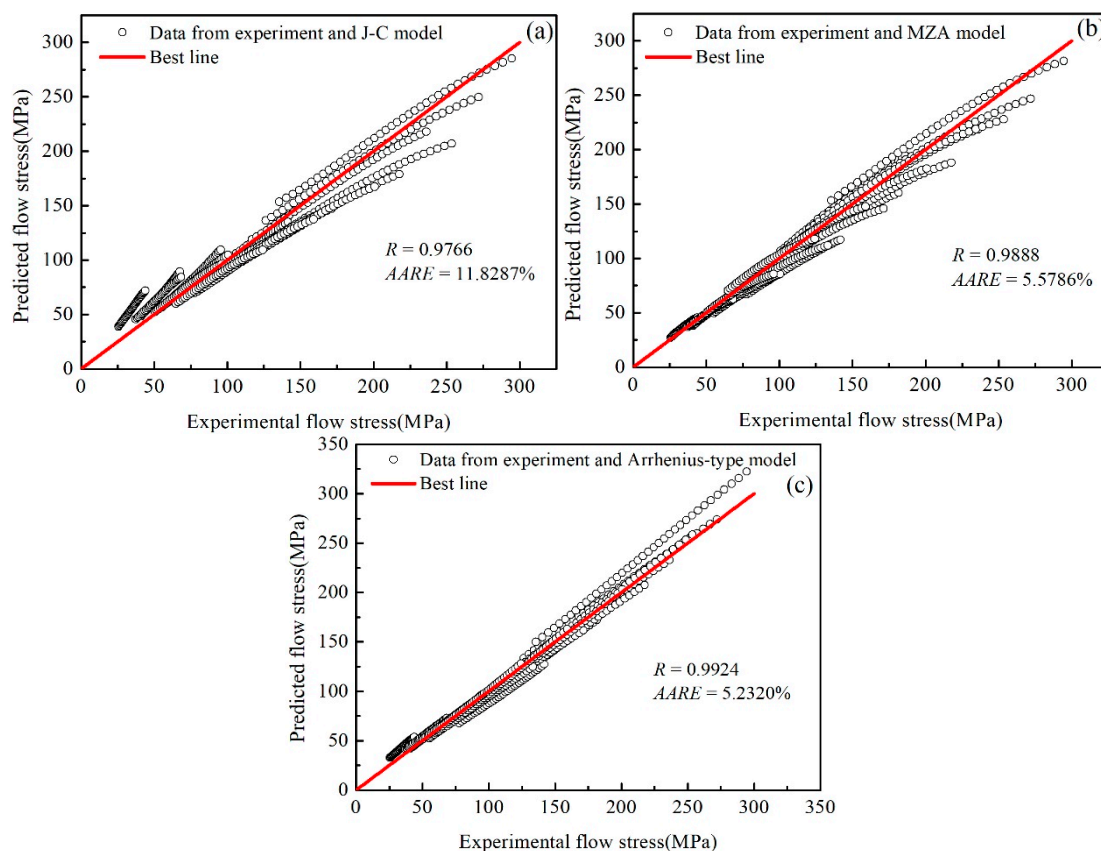 (a)
Data from experiment and J-C model
Best line
300
250
200
150
100
50
0
Predicted flow stress(MPa)
R = 0.9766
AARE = 11.8287%
0 50 100 150 200 250 300
Experimental flow stress(MPa)
(b)
Data from experiment and MZA model
Best line
300
250
200
150
100
50
0
Predicted flow stress(MPa)
R = 0.9888
AARE = 5.5786%
0 50 100 150 200 250 300
Experimental flow stress(MPa)
350
300
250
200
150
100
50
0
Data from experiment and Arrhenius-type model
Best line
(c)
Predicted flow stress(MPa)
R = 0.9924
AARE = 5.2320%
0 50 100 150 200 250 300 350
Experimental flow stress(MPa)